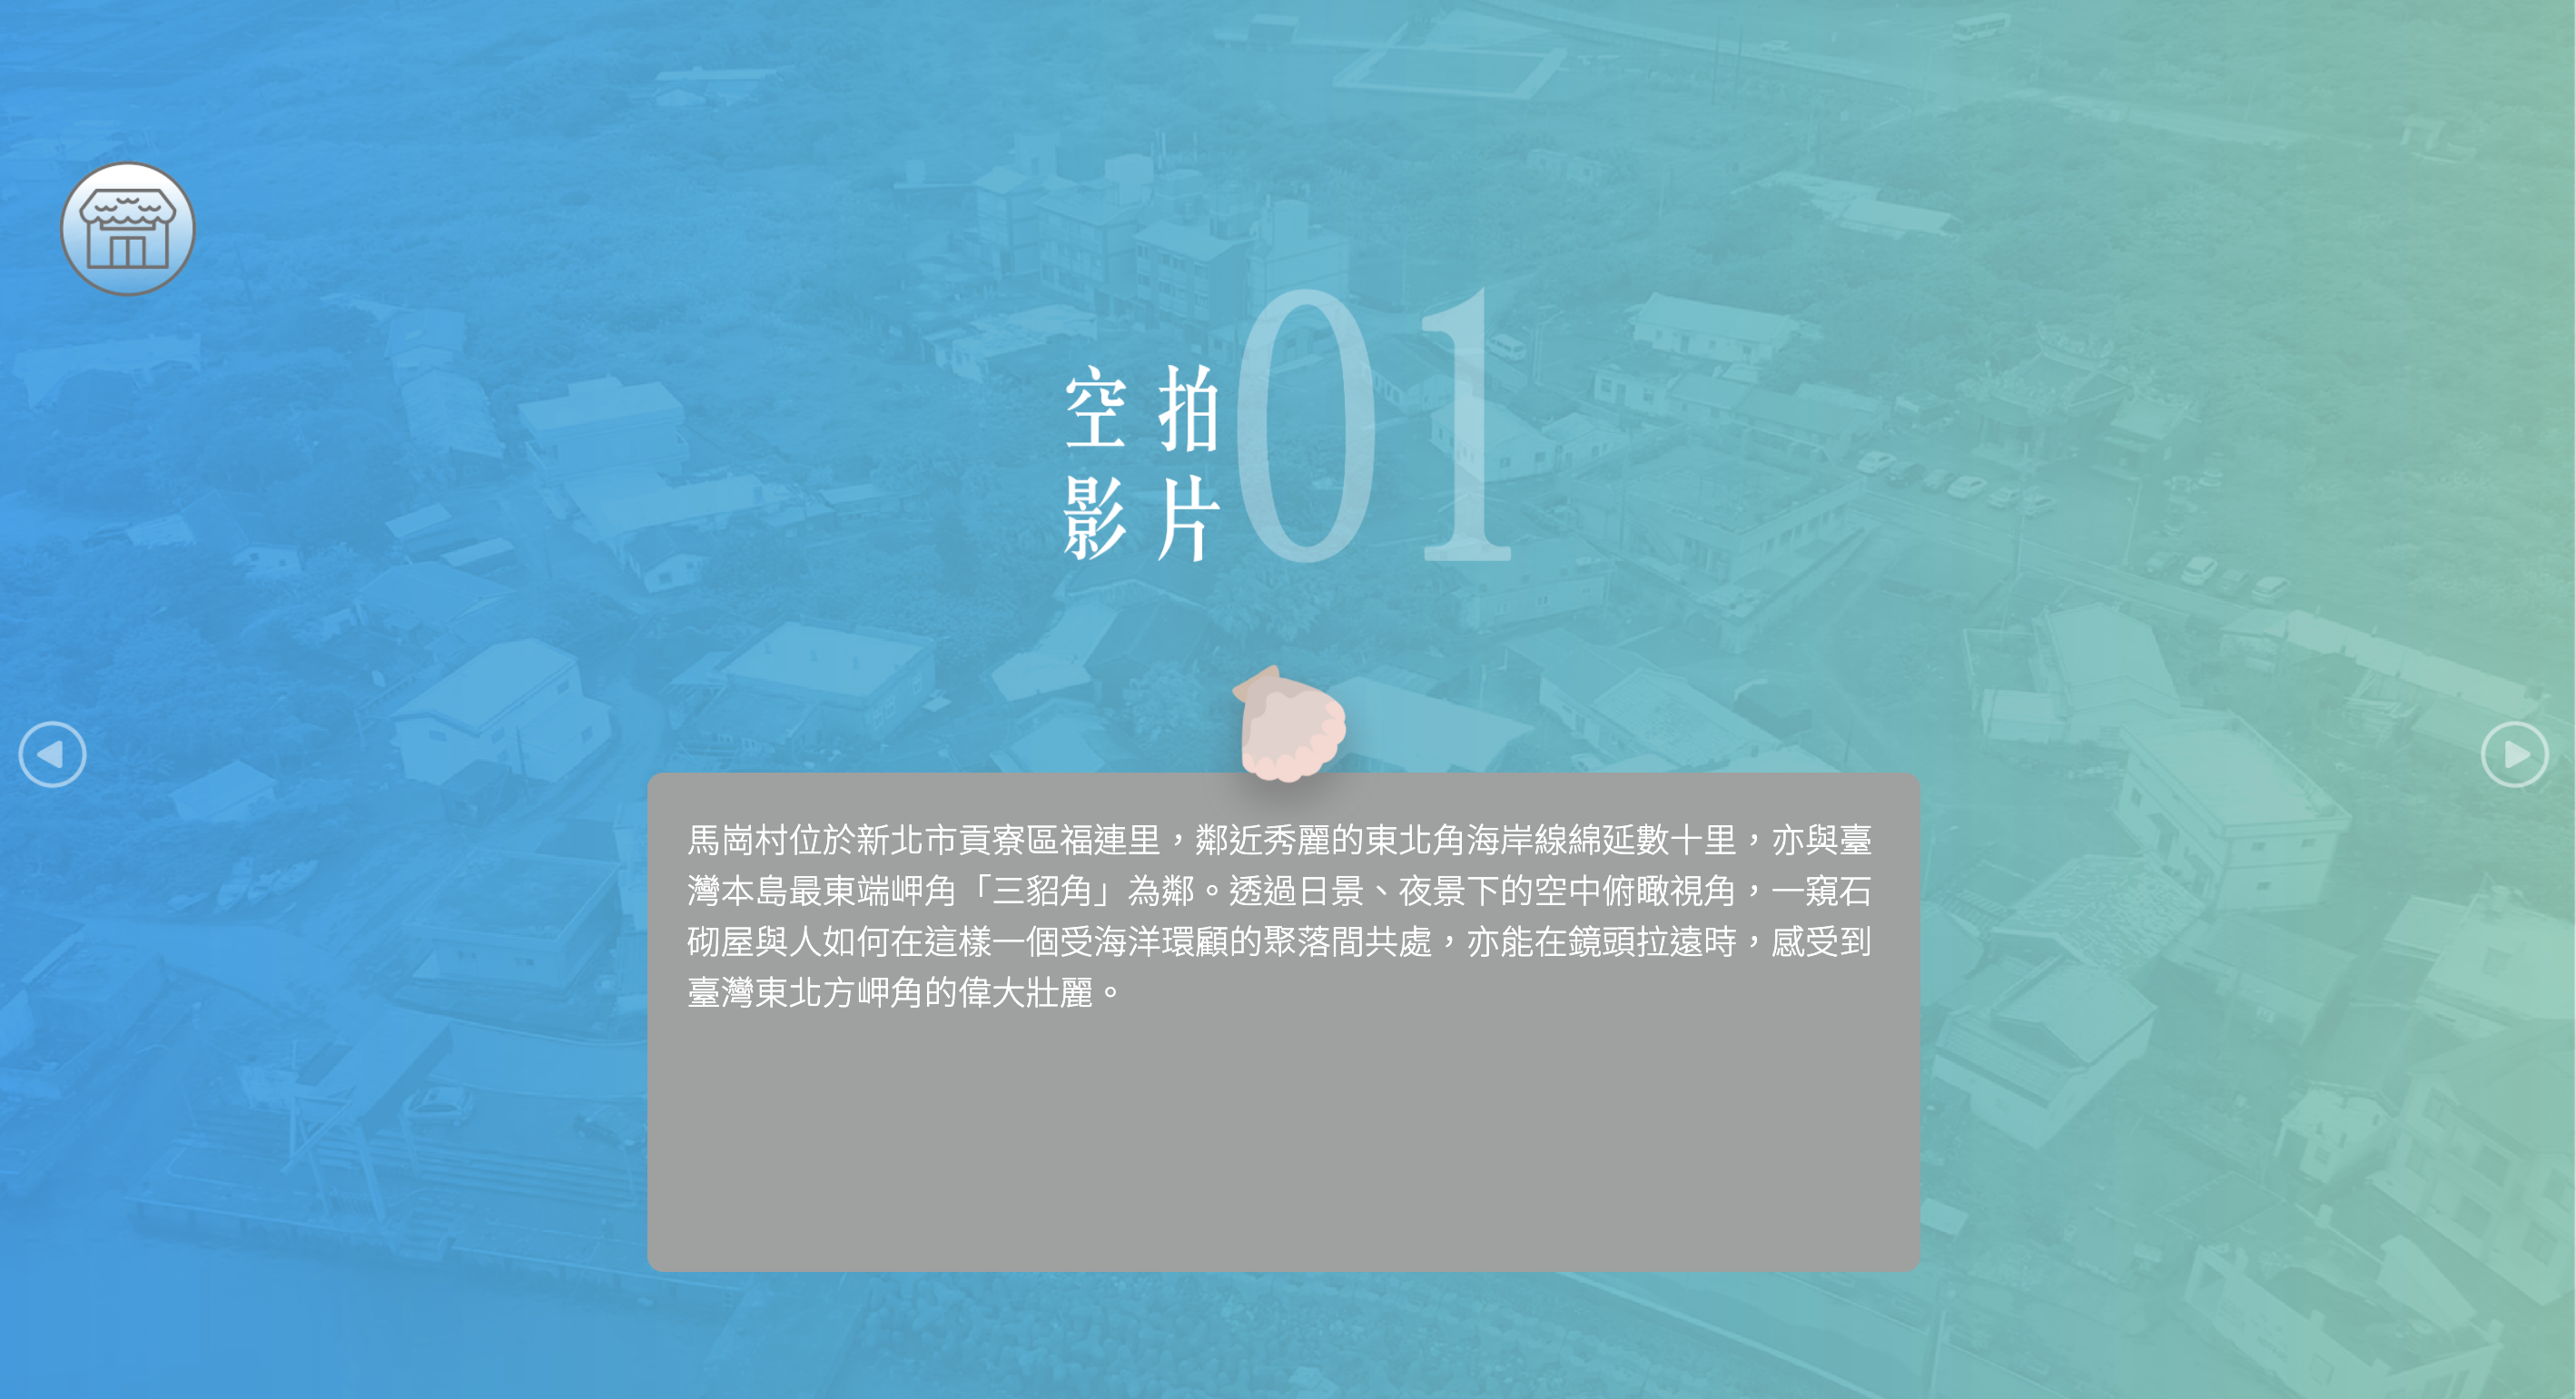 空拍
影片
01
馬崗村位於新北市貢寮區福連里，鄰近秀麗的東北角海岸線綿延數十里，亦與臺
灣本島最東端岬角「三貂角」為鄰。透過日景、夜景下的空中俯瞰視角，一窺石
砌屋與人如何在這樣一個受海洋環顧的聚落間共處，亦能在鏡頭拉遠時，感受到
臺灣東北方岬角的偉大壯麗。